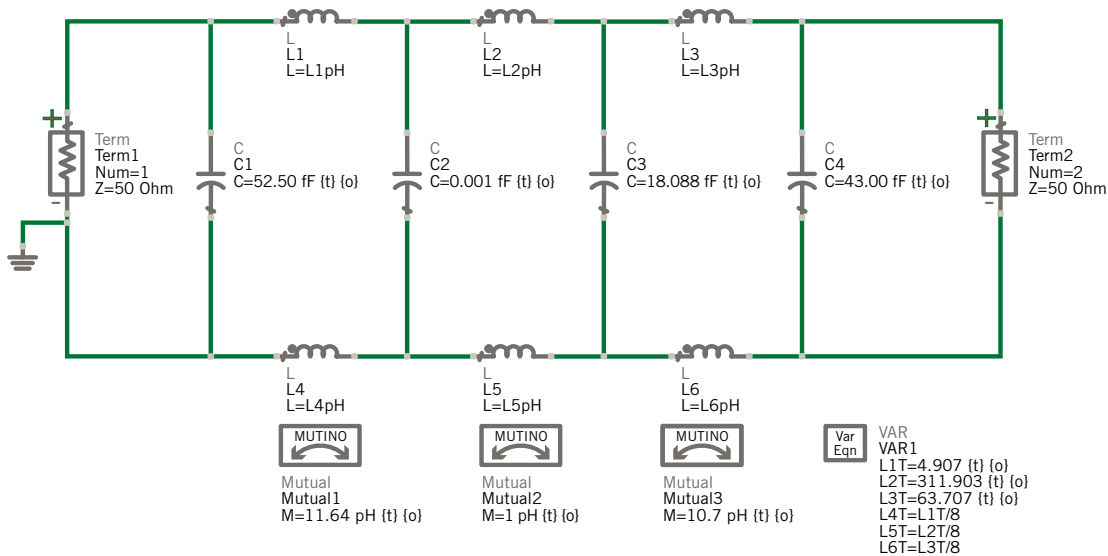 L
L1
L=L1pH
L
L2
L=L2pH
L
L3
L=L3pH
+
Term
Term1
Num=1
Z=50 Ohm
-
C
C1
C=52.50 fF {t} {o}
C
C2
C=0.001 fF {t} {o}
C
C3
C=18.088 fF {t} {o}
C
C4
C=43.00 fF {t} {o}
+
Term
Term2
Num=2
Z=50 Ohm
-
L
L4
L=L4pH
L
L5
L=L5pH
L
L6
L=L6pH
MUTINO
Mutual
Mutual1
M=11.64 pH {t} {o}
MUTINO
Mutual
Mutual2
M=1 pH {t} {o}
MUTINO
Mutual
Mutual3
M=10.7 pH {t} {o}
Var
Eqn
VAR
VAR1
L1T=4.907 {t} {o}
L2T=311.903 {t} {o}
L3T=63.707 {t} {o}
L4T=L1T/8
L5T=L2T/8
L6T=L3T/8